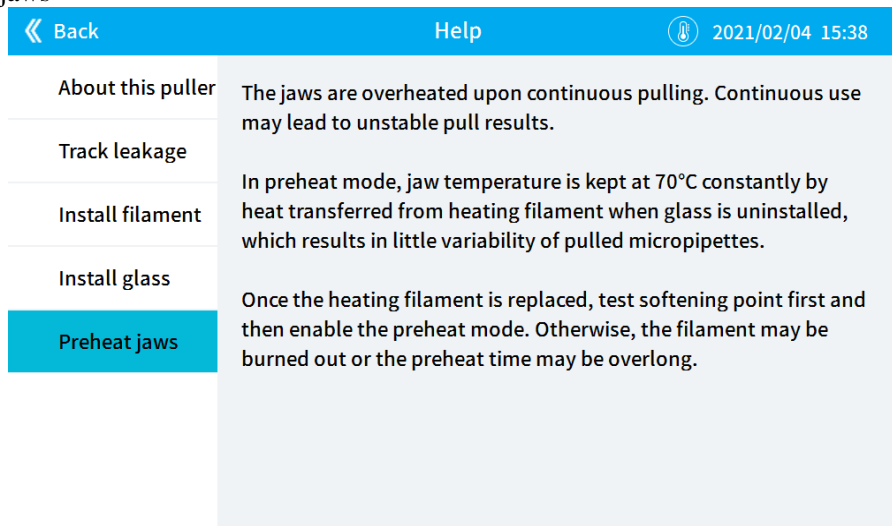 jaws
Back
Help
2021/02/04 15:38
About this puller
Track leakage
Install filament
Install glass
Preheat jaws
The jaws are overheated upon continuous pulling. Continuous use
may lead to unstable pull results.
In preheat mode, jaw temperature is kept at 70°C constantly by
heat transferred from heating filament when glass is uninstalled,
which results in little variability of pulled micropipettes.
Once the heating filament is replaced, test softening point first and
then enable the preheat mode. Otherwise, the filament may be
burned out or the preheat time may be overlong.